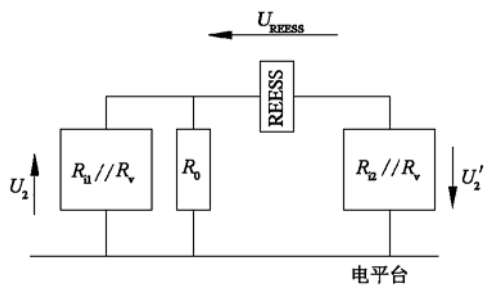 U_REESS
REESS
U_2
R_i1//R_v
R_0
R_i2//R_v
U_2′
电平台